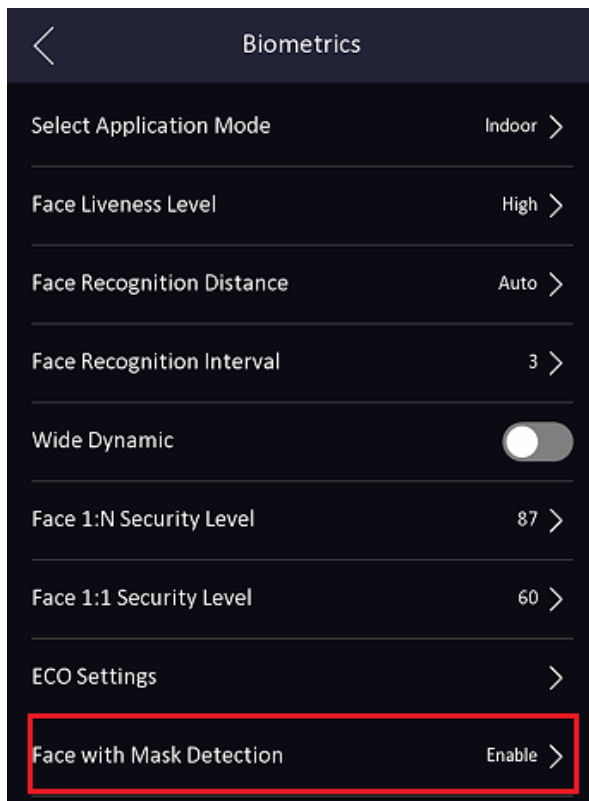 Biometrics
Select Application Mode Indoor
Face Liveness Level High
Face Recognition Distance Auto
Face Recognition Interval 3
Wide Dynamic
Face 1:N Security Level 87
Face 1:1 Security Level 60
ECO Settings
Face with Mask Detection Enable